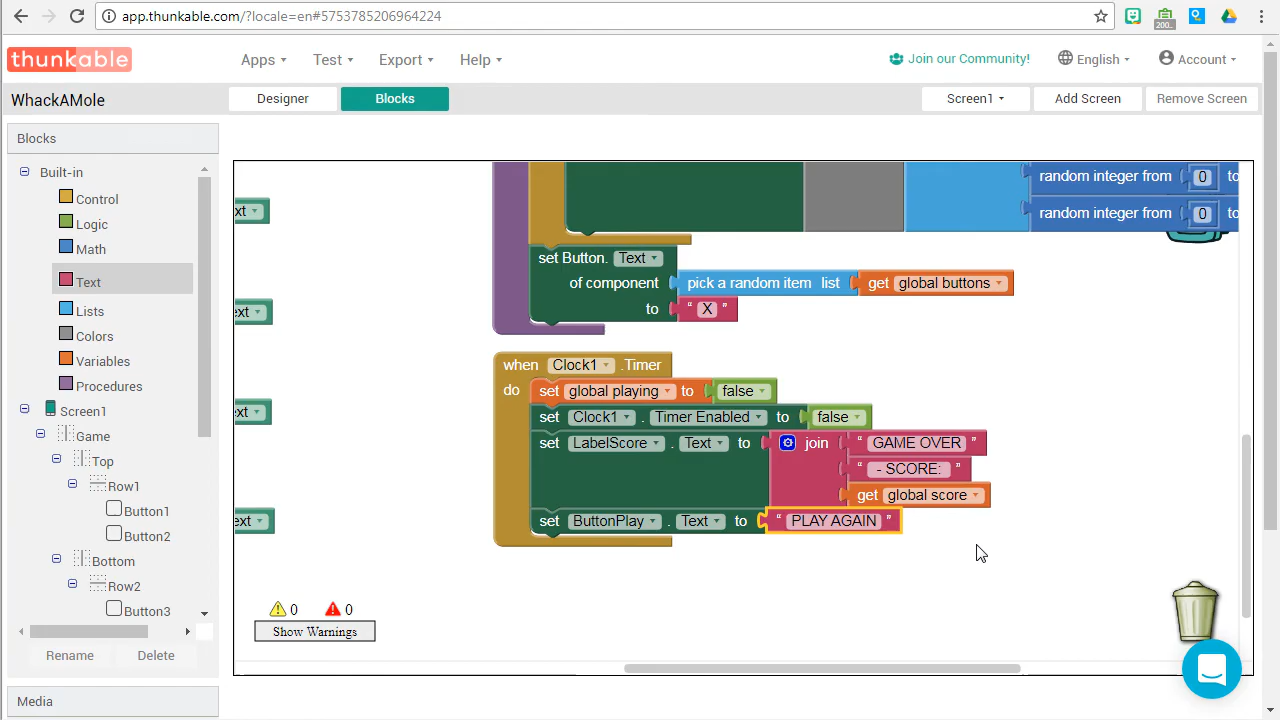 app.thunkable.com/?locale=en#5753785206964224
200..
thunkable
Apps
Test
Export
Help
Join our Community!
English
Account
WhackAMole
Designer
Blocks
Screen1
Add Screen
Remove Screen
Blocks
Built-in
Control
Logic
Math
Text
Lists
Colors
Variables
Procedures
Screen1
Game
Top
Row1
Button1
Button2
Bottom
Row2
Button3
Rename
Delete
Media
random integer from 0 to
random integer from 0 to
set Button. Text
of component pick a random item list get global buttons
to " X "
when Clock1 .Timer
do set global playing to false
set Clock1 . Timer Enabled to false
set LabelScore . Text to join " GAME OVER "
" - SCORE: "
get global score
set ButtonPlay . Text to " PLAY AGAIN "
0 0
Show Warnings